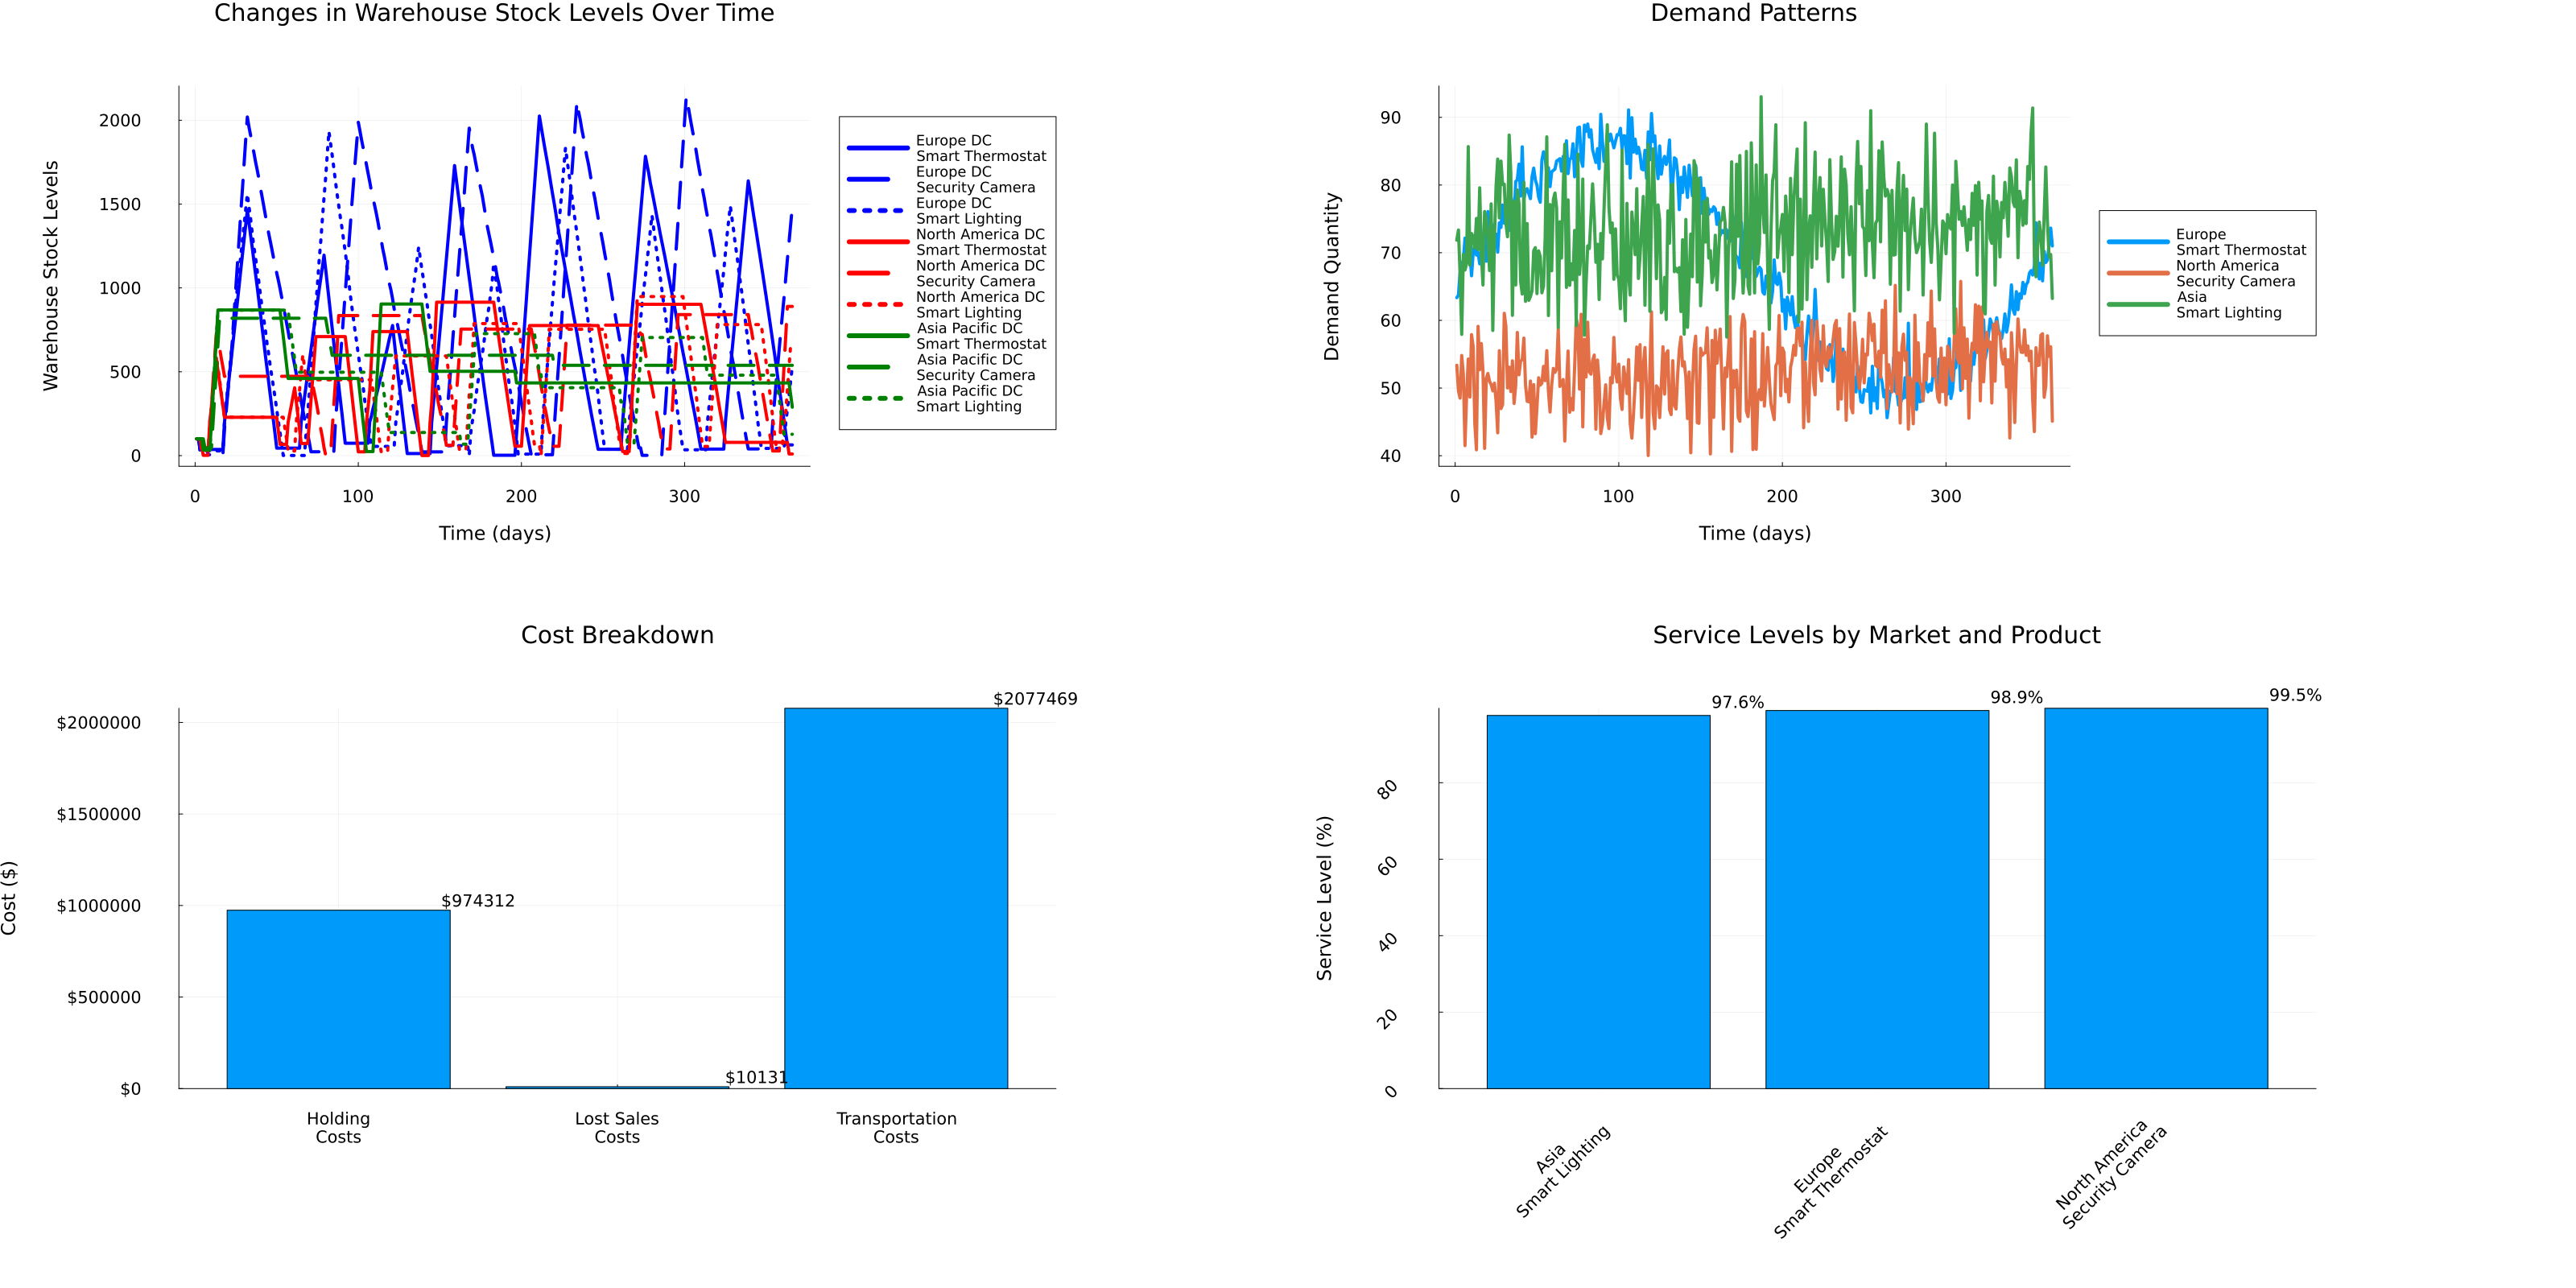 Changes in Warehouse Stock Levels Over Time
Warehouse Stock Levels
2000
1500
1000
500
0
0
100
200
300
Time (days)
Europe DC
Smart Thermostat
Europe DC
Security Camera
Europe DC
Smart Lighting
North America DC
Smart Thermostat
North America DC
Security Camera
North America DC
Smart Lighting
Asia Pacific DC
Smart Thermostat
Asia Pacific DC
Security Camera
Asia Pacific DC
Smart Lighting
Demand Patterns
Demand Quantity
90
80
70
60
50
40
0
100
200
300
Time (days)
Europe
Smart Thermostat
North America
Security Camera
Asia
Smart Lighting
Cost Breakdown
Cost ($)
$2000000
$1500000
$1000000
$500000
$0
$974312
$10131
$2077469
Holding
Costs
Lost Sales
Costs
Transportation
Costs
Service Levels by Market and Product
Service Level (%)
80
60
40
20
0
97.6%
98.9%
99.5%
Asia
Smart Lighting
Europe
Smart Thermostat
North America
Security Camera